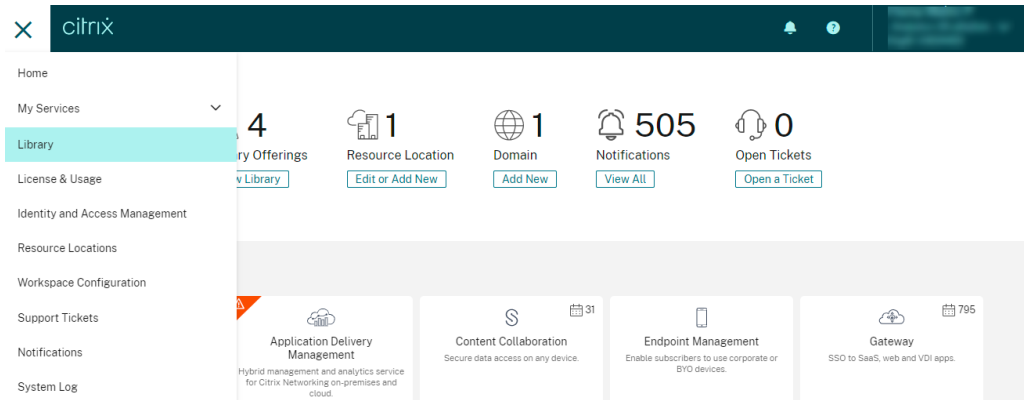 citrix
Home
My Services
Library
License & Usage
Identity and Access Management
Resource Locations
Workspace Configuration
Support Tickets
Notifications
System Log
4
Offerings
Library
1
Resource Location
Edit or Add New
1
Domain
Add New
505
Notifications
View All
0
Open Tickets
Open a Ticket
Application Delivery
Management
Hybrid management and analytics service
for Citrix Networking on-premises and
cloud.
31
Content Collaboration
Secure data access on any device.
Endpoint Management
Enable subscribers to use corporate or
BYO devices.
795
Gateway
SSO to SaaS, web and VDI apps.